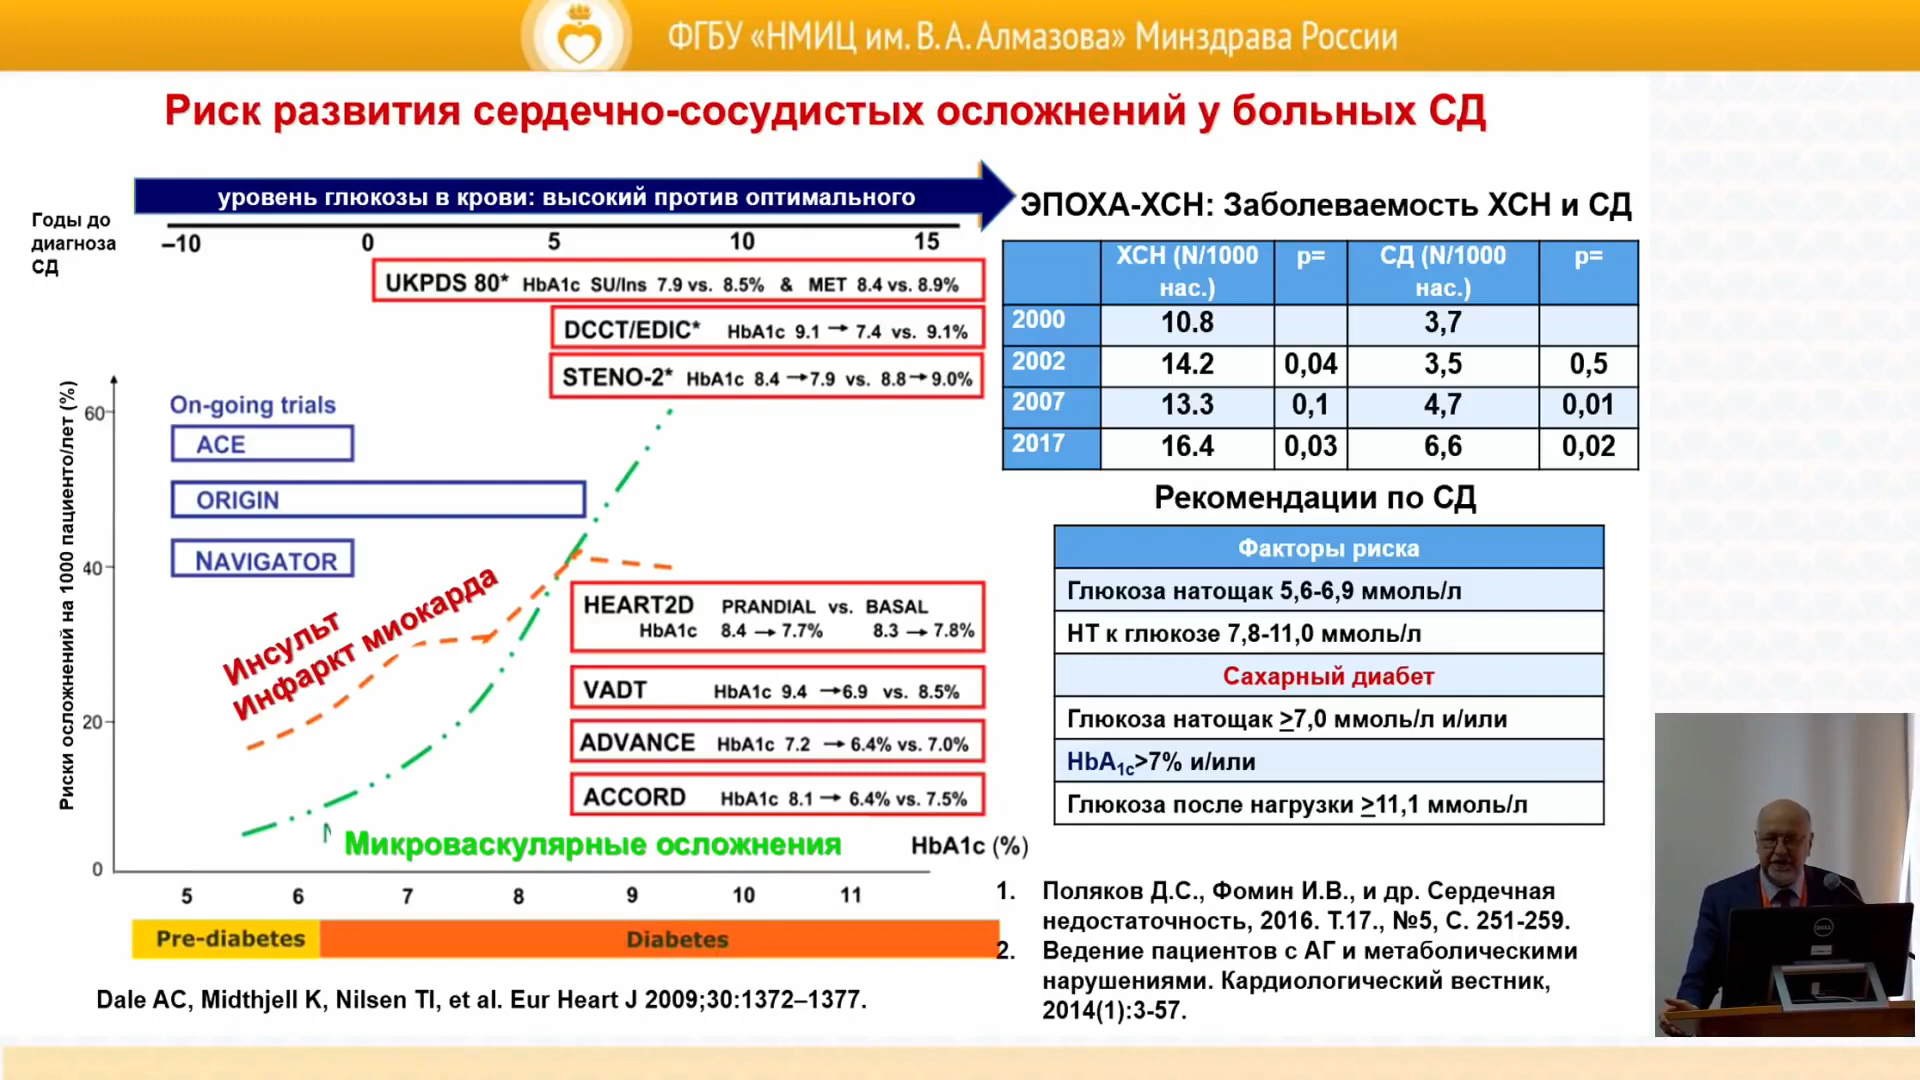 ФГБУ «НМИЦ им. В. А. Алмазова» Минздрава России
Риск развития сердечно-сосудистых осложнений у больных СД
уровень глюкозы в крови: высокий против оптимального
Годы до
диагноза
СД
–10 0 5 10 15
UKPDS 80* HbA1c SU/Ins 7.9 vs. 8.5% & MET 8.4 vs. 8.9%
DCCT/EDIC* HbA1c 9.1 → 7.4 vs. 9.1%
STENO-2* HbA1c 8.4 →7.9 vs. 8.8→9.0%
Риски осложнений на 1000 пациенто/лет (%)
60
40
20
0
On-going trials
ACE
ORIGIN
NAVIGATOR
Инсульт
Инфаркт миокарда
HEART2D PRANDIAL vs. BASAL
HbA1c 8.4 → 7.7% 8.3 → 7.8%
VADT HbA1c 9.4 →6.9 vs. 8.5%
ADVANCE HbA1c 7.2 → 6.4% vs. 7.0%
ACCORD HbA1c 8.1 → 6.4% vs. 7.5%
Микроваскулярные осложнения
HbA1c (%)
5 6 7 8 9 10 11
Pre-diabetes Diabetes
Dale AC, Midthjell K, Nilsen TI, et al. Eur Heart J 2009;30:1372–1377.
ЭПОХА-ХСН: Заболеваемость ХСН и СД
ХСН (N/1000 нас.) p= СД (N/1000 нас.) p=
2000 10.8 3,7
2002 14.2 0,04 3,5 0,5
2007 13.3 0,1 4,7 0,01
2017 16.4 0,03 6,6 0,02
Рекомендации по СД
Факторы риска
Глюкоза натощак 5,6-6,9 ммоль/л
НТ к глюкозе 7,8-11,0 ммоль/л
Сахарный диабет
Глюкоза натощак ≥7,0 ммоль/л и/или
HbA1c>7% и/или
Глюкоза после нагрузки ≥11,1 ммоль/л
1. Поляков Д.С., Фомин И.В., и др. Сердечная
недостаточность, 2016. Т.17., №5, С. 251-259.
2. Ведение пациентов с АГ и метаболическими
нарушениями. Кардиологический вестник,
2014(1):3-57.
DELL